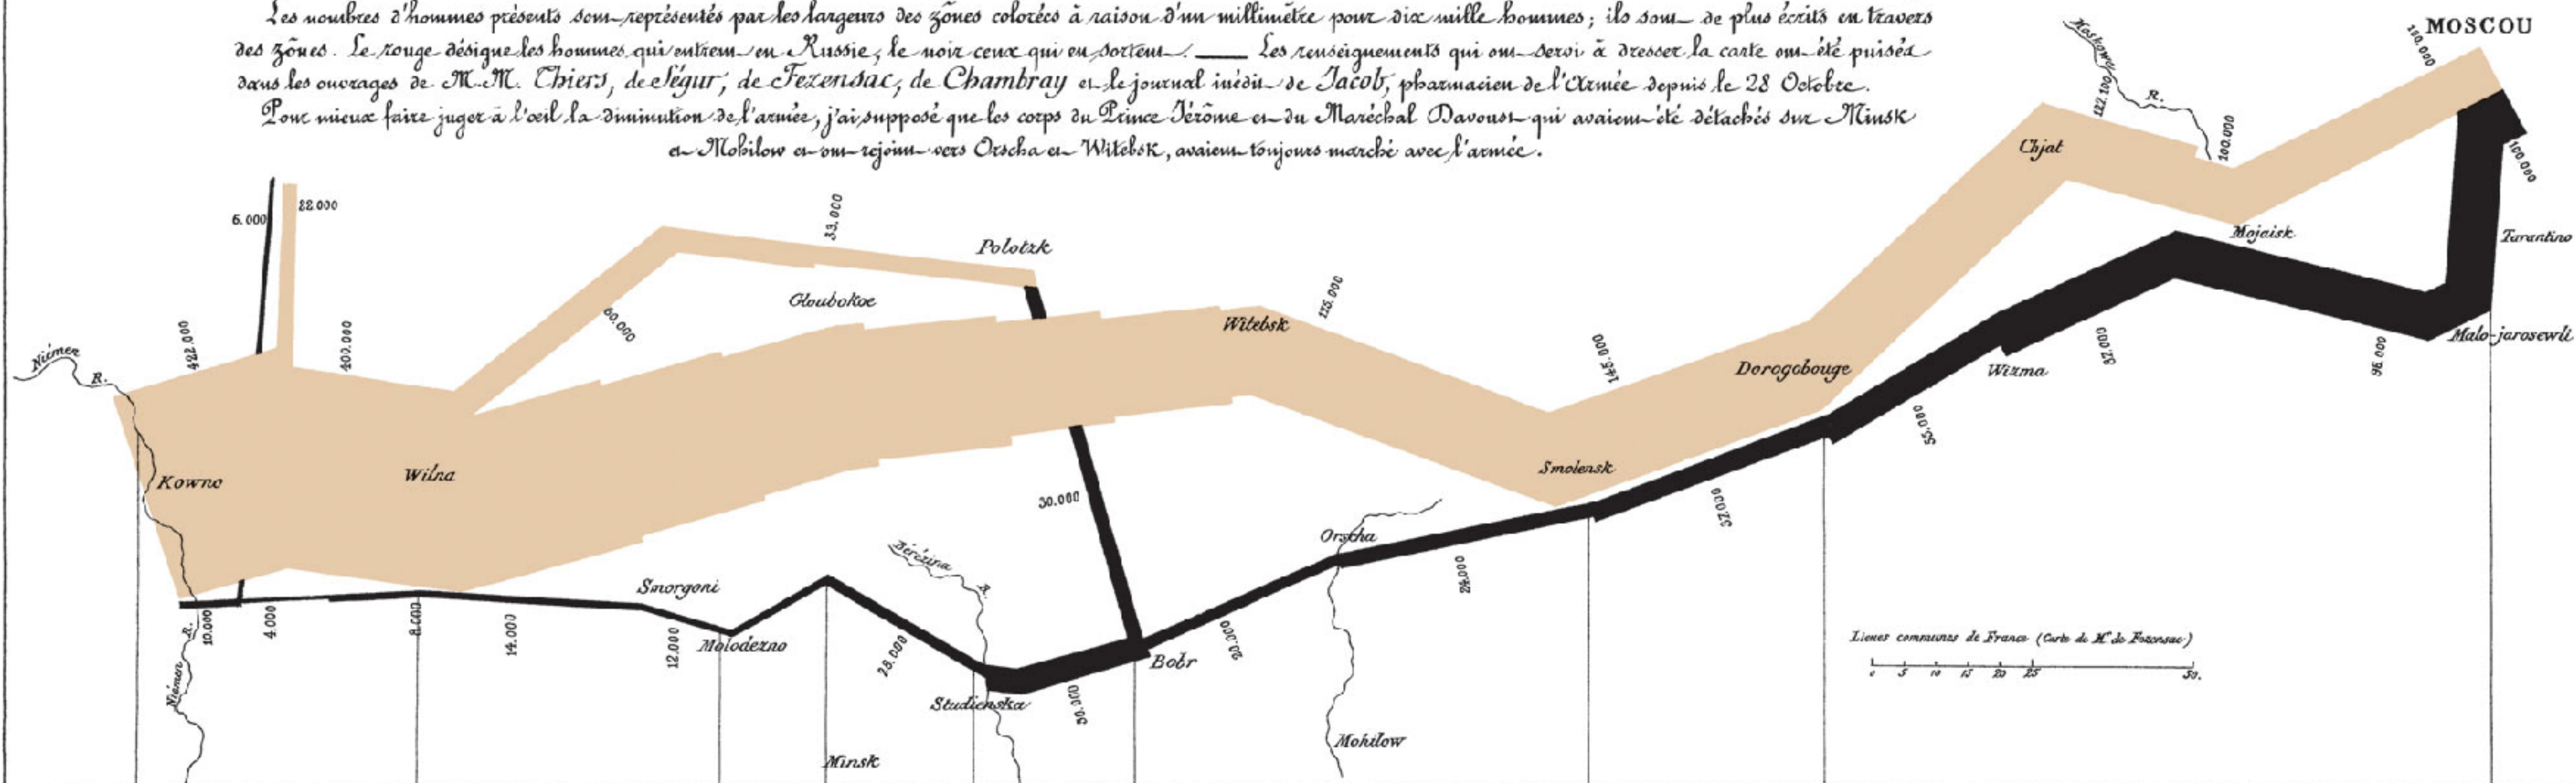 Les nombres d'hommes présents sont représentés par les largeurs des zônes colorées à raison d'un millimètre pour dix mille hommes; ils sont de plus écrits en travers
des zônes. Le rouge désigne les hommes qui entrent en Russie, le noir ceux qui en sortent. — Les renseignements qui ont servi à dresser la carte ont été puisés
dans les ouvrages de M.M. Thiers, de Ségur, de Fezensac, de Chambray et le journal inédit de Jacob, pharmacien de l'Armée depuis le 28 Octobre.
Pour mieux faire juger à l'œil la diminution de l'armée, j'ai supposé que les corps du Prince Jérôme et du Maréchal Davoust qui avaient été détachés sur Minsk
et Mohilow et ont rejoint vers Orscha et Witebsk, avaient toujours marché avec l'armée.
MOSCOU
100.000
100.000
Moskowa
R.
122.100
100.000
Chjat
Mojaisk
Tarantino
Malo-jarosewli
6.000
22.000
33.000
Polotzk
Gloubokoe
60.000
Witebsk
Niémen
R.
422.000
400.000
Kowno
Wilna
145.000
Dorogobouge
Smolensk
Wizma
96.000
55.000
30.000
Orscha
24.000
Bérézina
R.
Smorgoni
Molodezno
10.000
4.000
8.000
14.000
12.000
28.000
Studienska
50.000
Bobr
20.000
R.
Niémen
Minsk
Mohilow
Lieues communes de France (Carte de M. de Fezensac)
0 5 10 15 20 25 50.